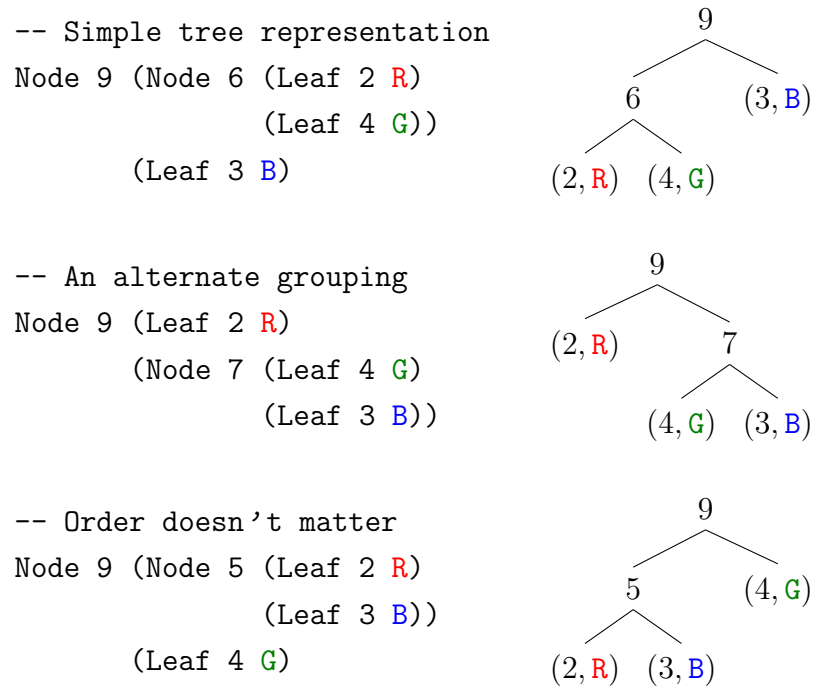 -- Simple tree representation
Node 9 (Node 6 (Leaf 2 R)
(Leaf 4 G))
(Leaf 3 B)
9
6 (3, B)
(2, R) (4, G)
-- An alternate grouping
Node 9 (Leaf 2 R)
(Node 7 (Leaf 4 G)
(Leaf 3 B))
9
(2, R) 7
(4, G) (3, B)
-- Order doesn't matter
Node 9 (Node 5 (Leaf 2 R)
(Leaf 3 B))
(Leaf 4 G)
9
5 (4, G)
(2, R) (3, B)